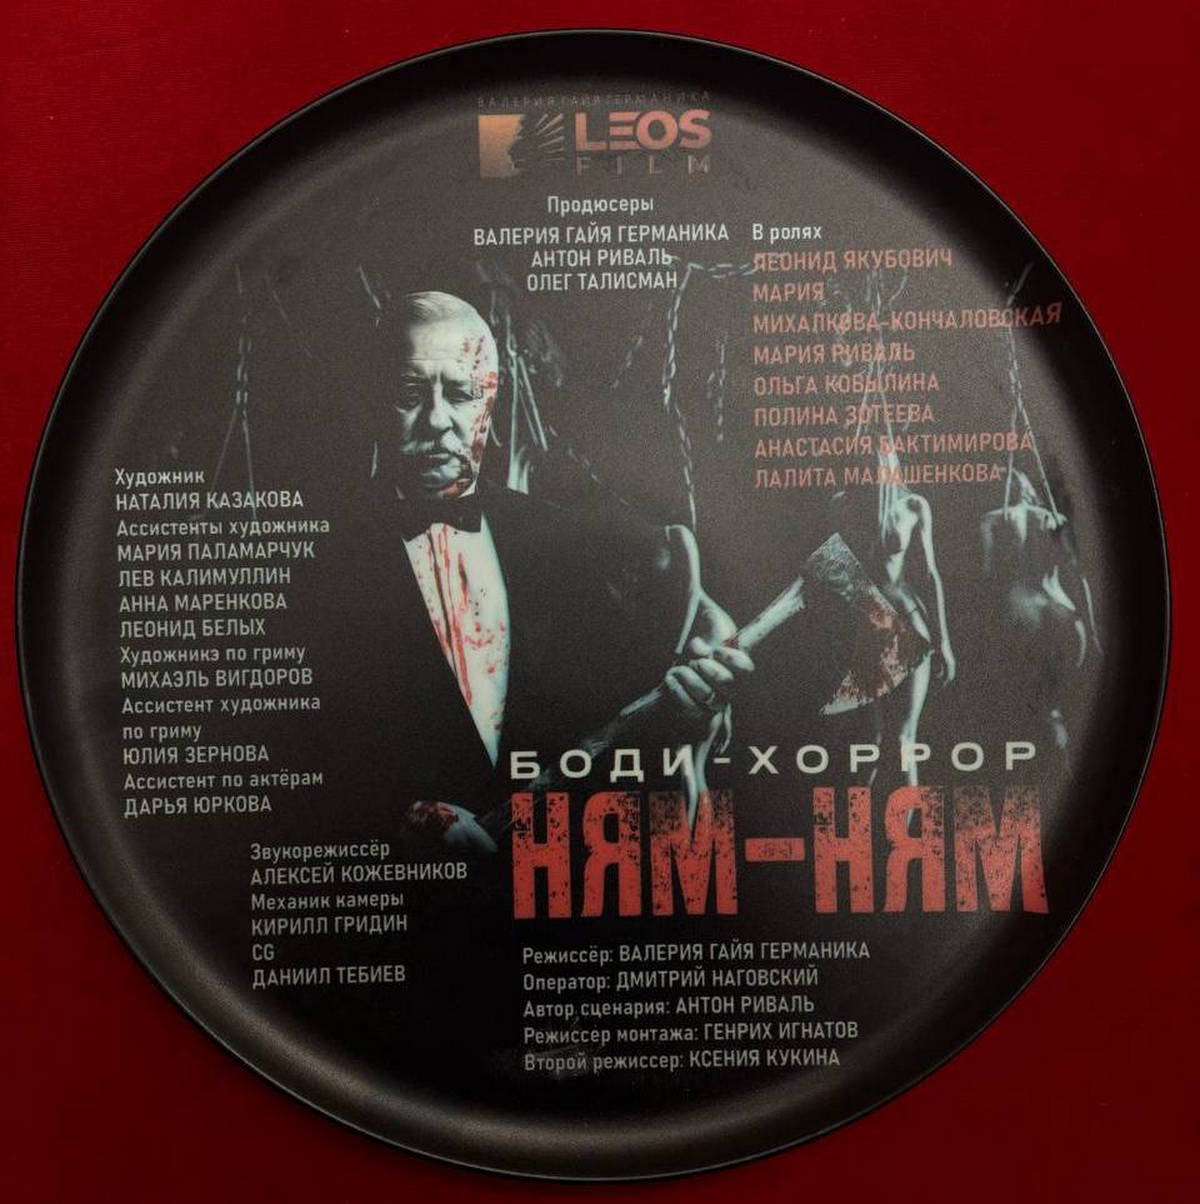 ВАЛЕРИЯ ГАЙЯ ГЕРМАНИКА
LEOS
FILM
Продюсеры
ВАЛЕРИЯ ГАЙЯ ГЕРМАНИКА
АНТОН РИВАЛЬ
ОЛЕГ ТАЛИСМАН
В ролях
ЛЕОНИД ЯКУБОВИЧ
МАРИЯ
МИХАЛКОВА-КОНЧАЛОВСКАЯ
МАРИЯ РИВАЛЬ
ОЛЬГА КОВЫЛИНА
ПОЛИНА ЗОТЕЕВА
АНАСТАСИЯ БАКТИМИРОВА
ЛАЛИТА МАЛАШЕНКОВА
Художник
НАТАЛИЯ КАЗАКОВА
Ассистенты художника
МАРИЯ ПАЛАМАРЧУК
ЛЕВ КАЛИМУЛЛИН
АННА МАРЕНКОВА
ЛЕОНИД БЕЛЫХ
Художникэ по гриму
МИХАЭЛЬ ВИГДОРОВ
Ассистент художника
по гриму
ЮЛИЯ ЗЕРНОВА
Ассистент по актёрам
ДАРЬЯ ЮРКОВА
Звукорежиссёр
АЛЕКСЕЙ КОЖЕВНИКОВ
Механик камеры
КИРИЛЛ ГРИДИН
CG
ДАНИИЛ ТЕБИЕВ
БОДИ-ХОРРОР
НЯМ-НЯМ
Режиссёр: ВАЛЕРИЯ ГАЙЯ ГЕРМАНИКА
Оператор: ДМИТРИЙ НАГОВСКИЙ
Автор сценария: АНТОН РИВАЛЬ
Режиссёр монтажа: ГЕНРИХ ИГНАТОВ
Второй режиссер: КСЕНИЯ КУКИНА